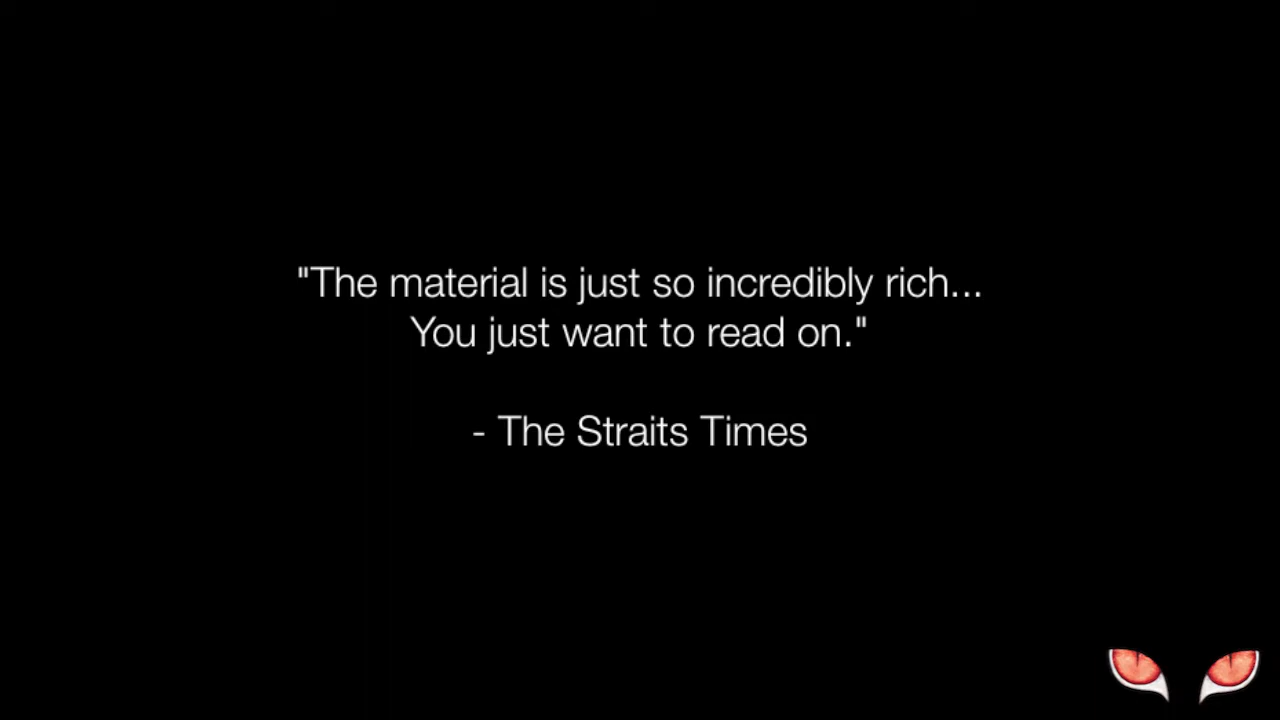 "The material is just so incredibly rich...
You just want to read on."
- The Straits Times